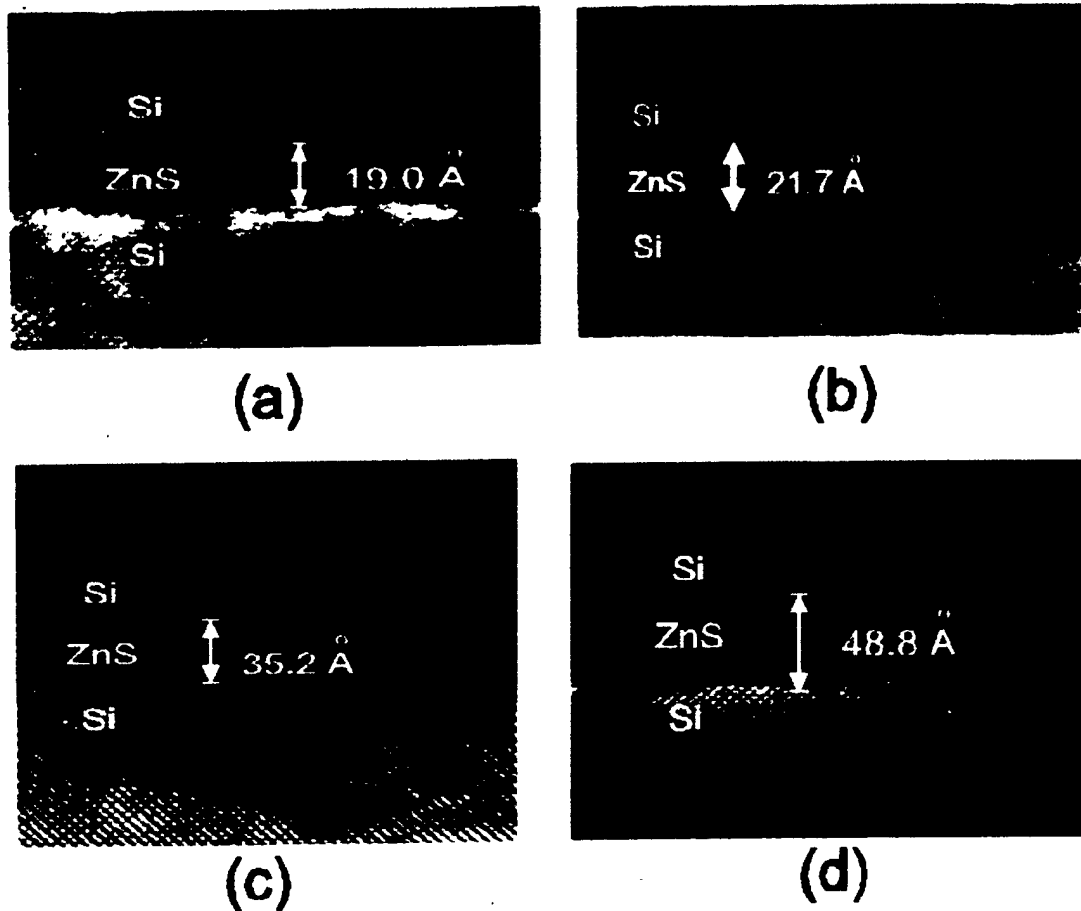 Si
ZnS
19.0 Å
Si
(a)
Si
ZnS
21.7 Å
Si
(b)
Si
ZnS
35.2 Å
Si
(c)
Si
ZnS
48.8 Å
Si
(d)